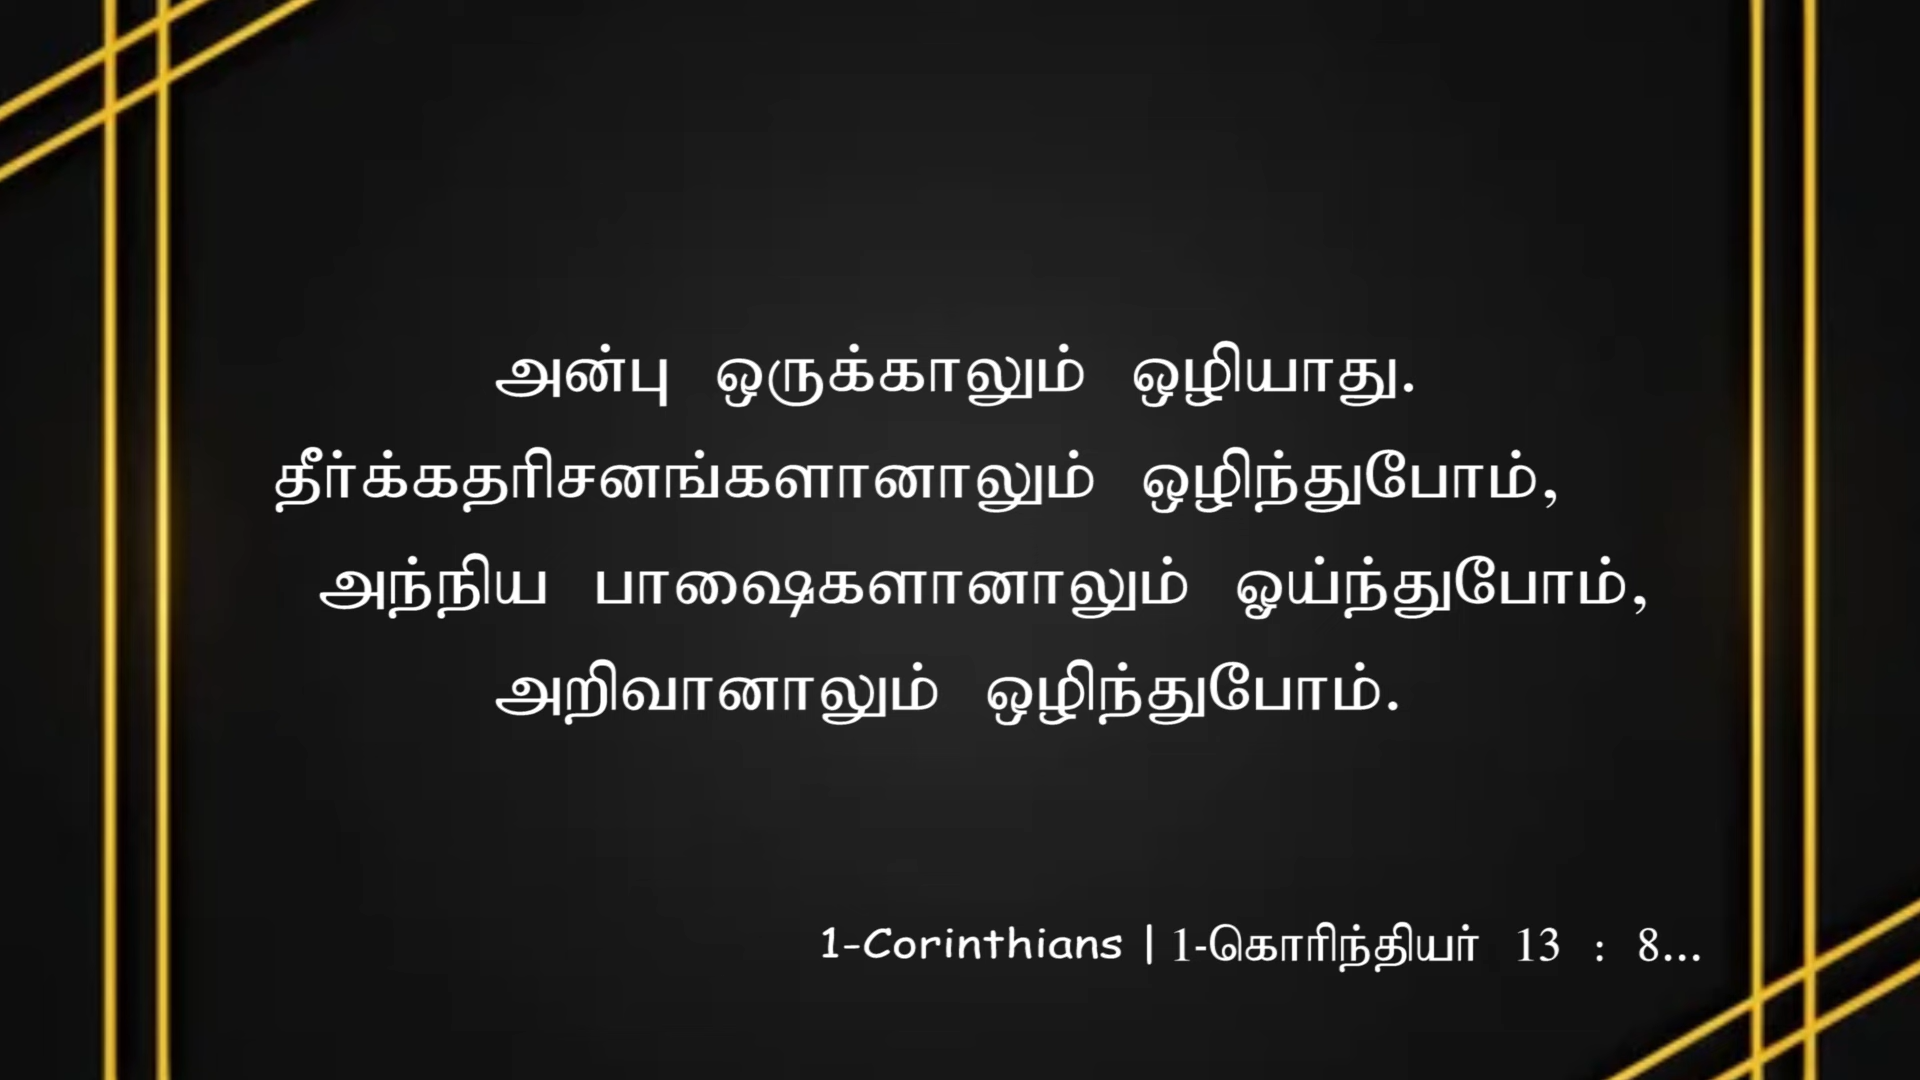 அன்பு ஒருக்காலும் ஒழியாது.
தீர்க்கதரிசனங்களானாலும் ஒழிந்துபோம்,
அந்நிய பாஷைகளானாலும் ஓய்ந்துபோம்,
அறிவானாலும் ஒழிந்துபோம்.
1-Corinthians | 1-கொரிந்தியர் 13 : 8...